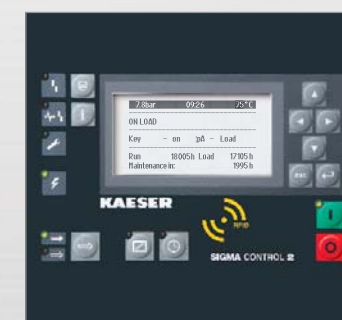 7.8bar 09:26 75°C
ON LOAD
Key - on pA - Load
Run 18005h Load 17105h
Maintenance in: 1995h
esc
KAESER
RFID
SIGMA CONTROL 2
I
I
O